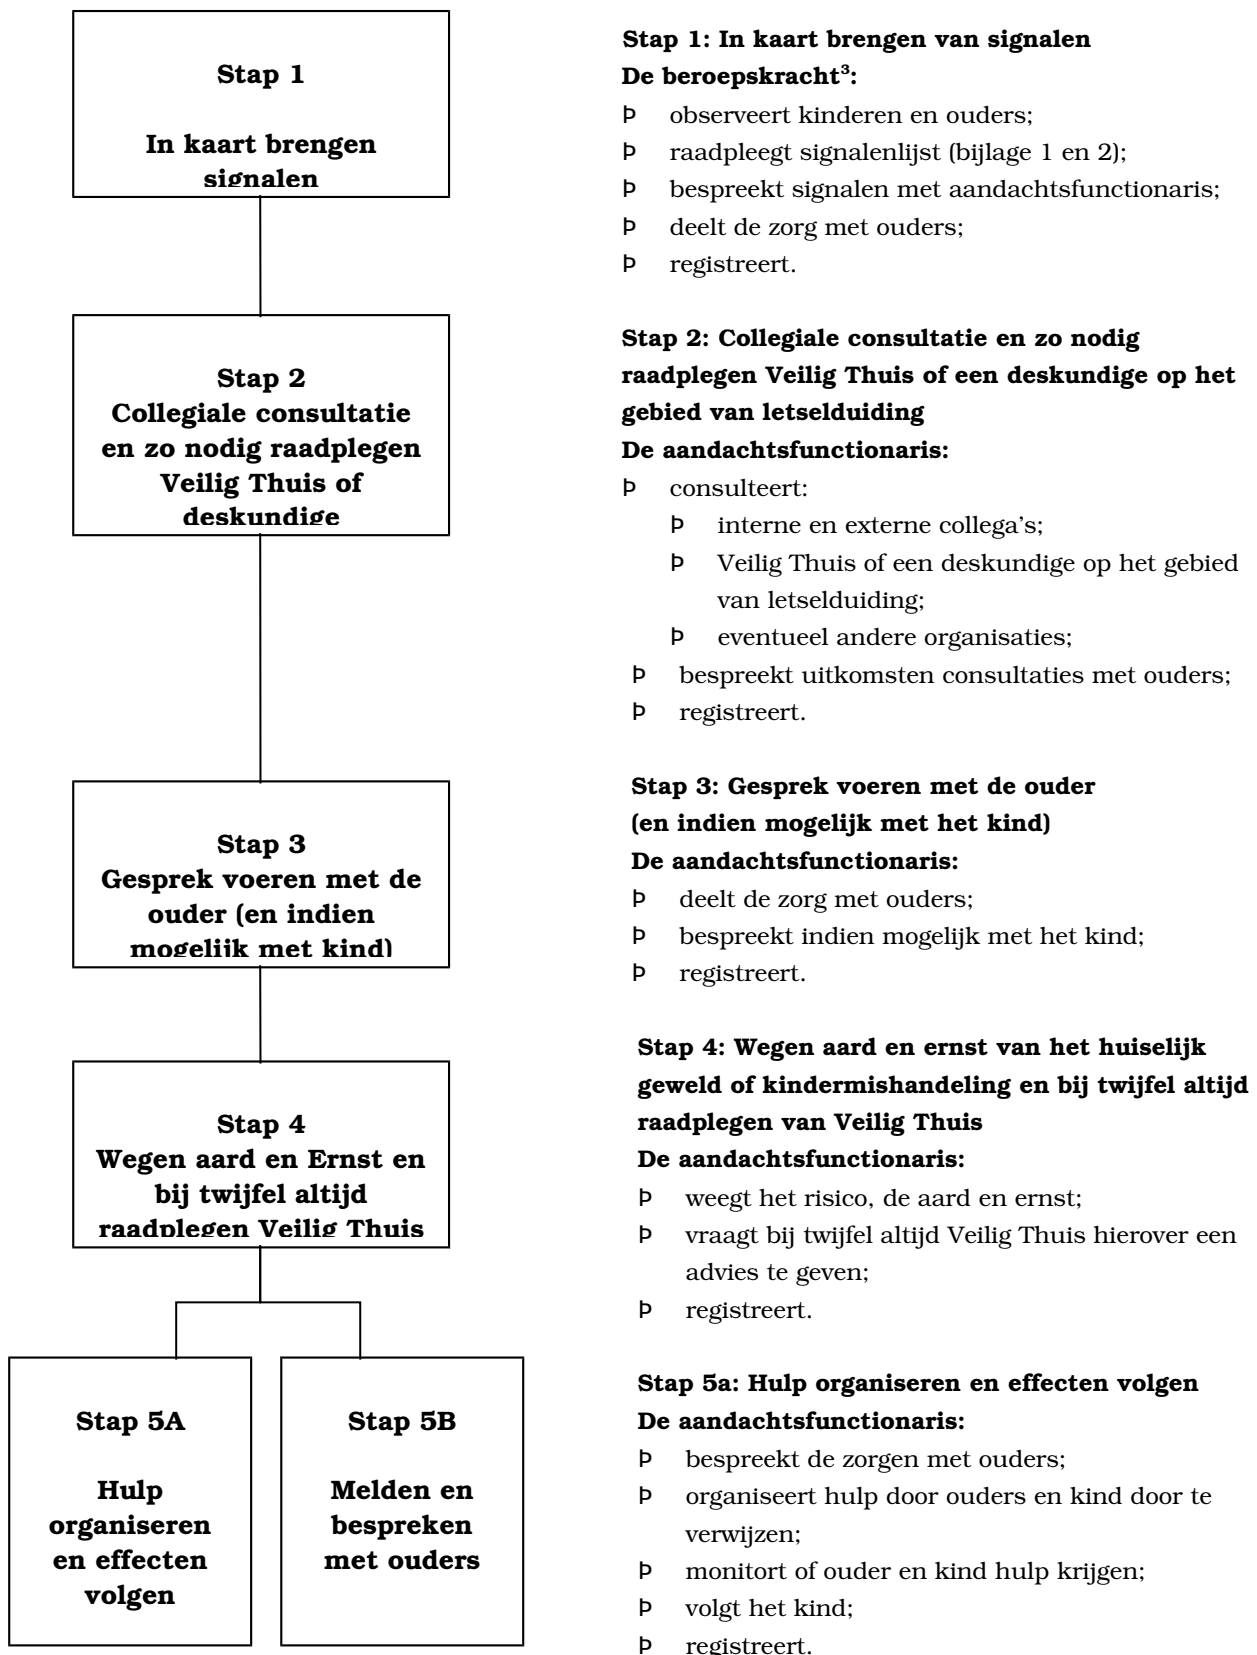 Stap 1
In kaart brengen
signalen
Stap 2
Collegiale consultatie
en zo nodig raadplegen
Veilig Thuis of
deskundige
Stap 3
Gesprek voeren met de
ouder (en indien
mogelijk met kind)
Stap 4
Wegen aard en Ernst en
bij twijfel altijd
raadplegen Veilig Thuis
Stap 5A
Hulp
organiseren
en effecten
volgen
Stap 5B
Melden en
bespreken
met ouders
Stap 1: In kaart brengen van signalen
De beroepskracht³:
Þ observeert kinderen en ouders;
Þ raadpleegt signalenlijst (bijlage 1 en 2);
Þ bespreekt signalen met aandachtsfunctionaris;
Þ deelt de zorg met ouders;
Þ registreert.
Stap 2: Collegiale consultatie en zo nodig
raadplegen Veilig Thuis of een deskundige op het
gebied van letselduiding
De aandachtsfunctionaris:
Þ consulteert:
Þ interne en externe collega's;
Þ Veilig Thuis of een deskundige op het gebied
van letselduiding;
Þ eventueel andere organisaties;
Þ bespreekt uitkomsten consultaties met ouders;
Þ registreert.
Stap 3: Gesprek voeren met de ouder
(en indien mogelijk met het kind)
De aandachtsfunctionaris:
Þ deelt de zorg met ouders;
Þ bespreekt indien mogelijk met het kind;
Þ registreert.
Stap 4: Wegen aard en ernst van het huiselijk
geweld of kindermishandeling en bij twijfel altijd
raadplegen van Veilig Thuis
De aandachtsfunctionaris:
Þ weegt het risico, de aard en ernst;
Þ vraagt bij twijfel altijd Veilig Thuis hierover een
advies te geven;
Þ registreert.
Stap 5a: Hulp organiseren en effecten volgen
De aandachtsfunctionaris:
Þ bespreekt de zorgen met ouders;
Þ organiseert hulp door ouders en kind door te
verwijzen;
Þ monitort of ouder en kind hulp krijgen;
Þ volgt het kind;
Þ registreert.